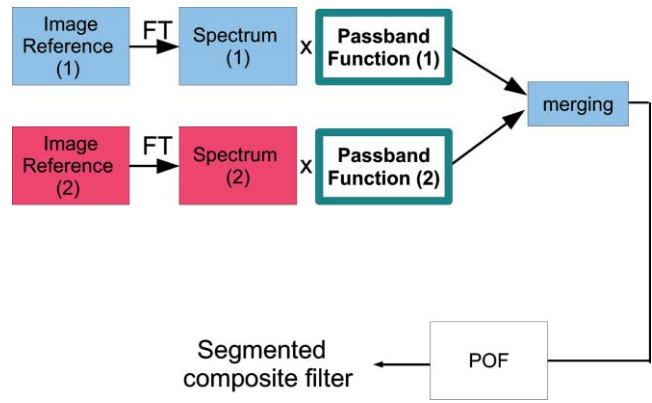 Image
Reference
(1)
FT
Spectrum
(1)
x
Passband
Function (1)
merging
Image
Reference
(2)
FT
Spectrum
(2)
x
Passband
Function (2)
Segmented
composite filter
POF